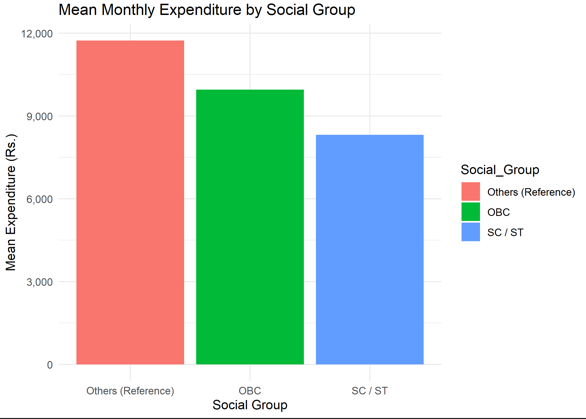 Mean Monthly Expenditure by Social Group
12,000
9,000
6,000
3,000
0
Mean Expenditure (Rs.)
Others (Reference)
OBC
SC / ST
Social Group
Social_Group
Others (Reference)
OBC
SC / ST